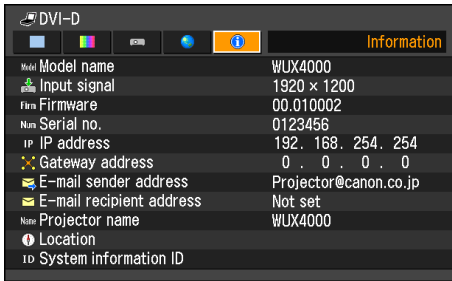 DVI-D
Information
Model Model name WUX4000
Input signal 1920 × 1200
Firm Firmware 00.010002
Num Serial no. 0123456
IP IP address 192. 168. 254. 254
Gateway address 0 . 0 . 0 . 0
E-mail sender address Projector@canon.co.jp
E-mail recipient address Not set
Name Projector name WUX4000
Location
ID System information ID